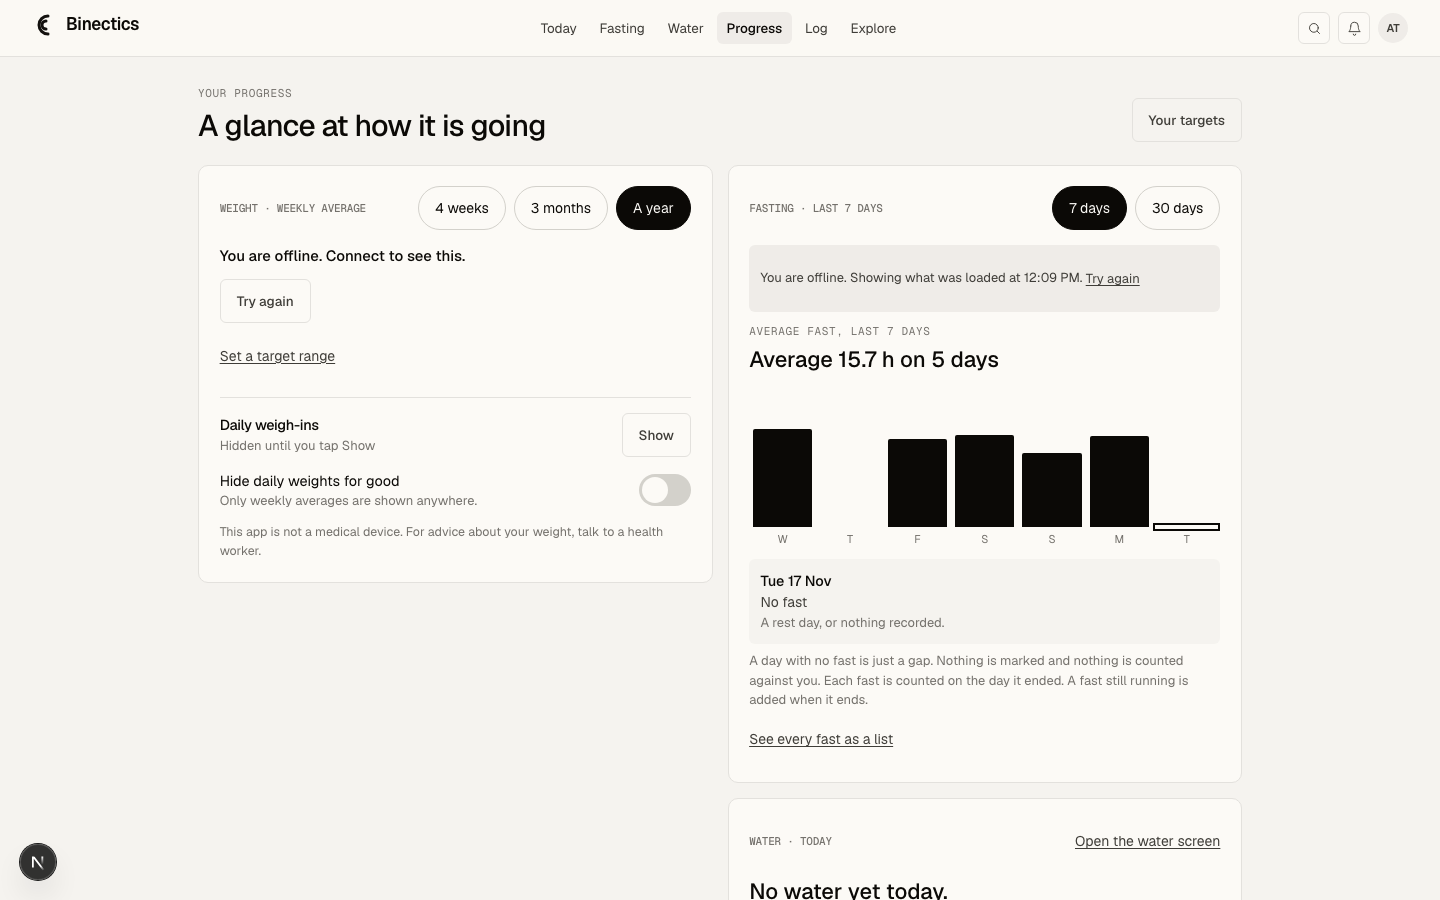 Binectics
Today
Fasting
Water
Progress
Log
Explore
AT
YOUR PROGRESS
A glance at how it is going
Your targets
WEIGHT · WEEKLY AVERAGE
4 weeks
3 months
A year
You are offline. Connect to see this.
Try again
Set a target range
Daily weigh-ins
Hidden until you tap Show
Show
Hide daily weights for good
Only weekly averages are shown anywhere.
This app is not a medical device. For advice about your weight, talk to a health
worker.
FASTING · LAST 7 DAYS
7 days
30 days
You are offline. Showing what was loaded at 12:09 PM. Try again
AVERAGE FAST, LAST 7 DAYS
Average 15.7 h on 5 days
W
T
F
S
S
M
T
Tue 17 Nov
No fast
A rest day, or nothing recorded.
A day with no fast is just a gap. Nothing is marked and nothing is counted
against you. Each fast is counted on the day it ended. A fast still running is
added when it ends.
See every fast as a list
WATER · TODAY
Open the water screen
No water yet today.
N